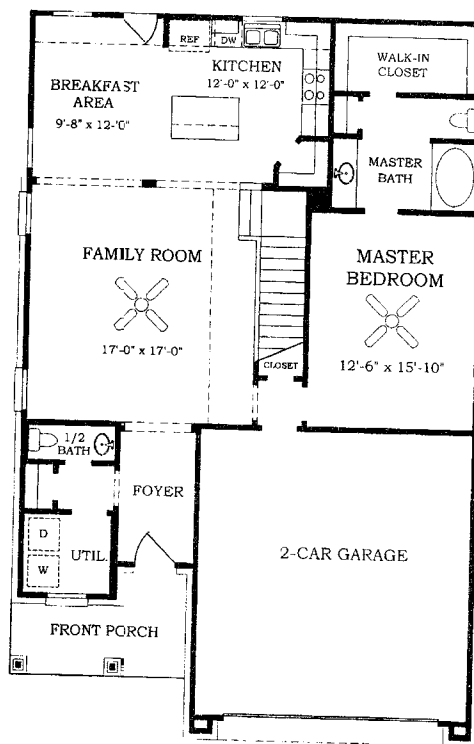 REF
DW
KITCHEN
12'-0" x 12'-0"
WALK-IN
CLOSET
BREAKFAST
AREA
9'-8" x 12'-0"
MASTER
BATH
FAMILY ROOM
17'-0" x 17'-0"
MASTER
BEDROOM
12'-6" x 15'-10"
CLOSET
1/2
BATH
FOYER
D
W
UTIL.
2-CAR GARAGE
FRONT PORCH